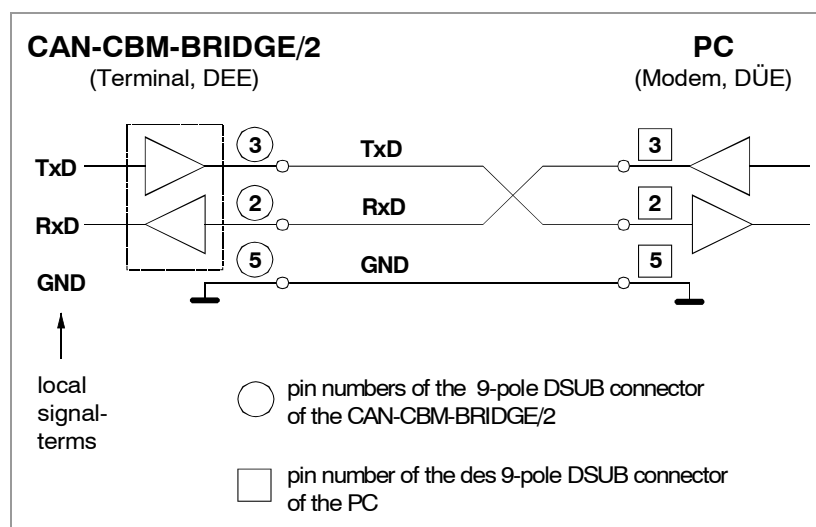 CAN-CBM-BRIDGE/2
(Terminal, DEE)
PC
(Modem, DÜE)
TxD
3
TxD
3
RxD
2
RxD
2
GND
5
GND
5
local
signal-
terms
pin numbers of the 9-pole DSUB connector
of the CAN-CBM-BRIDGE/2
pin number of the des 9-pole DSUB connector
of the PC